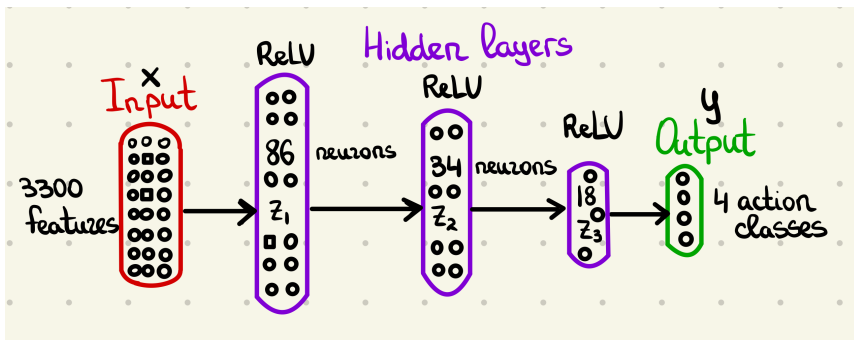 Hidden layers
ReLU
x
Input
3300
features
86
neurons
Z1
ReLU
34
neurons
Z2
ReLU
18
Z3
y
Output
4 action
classes